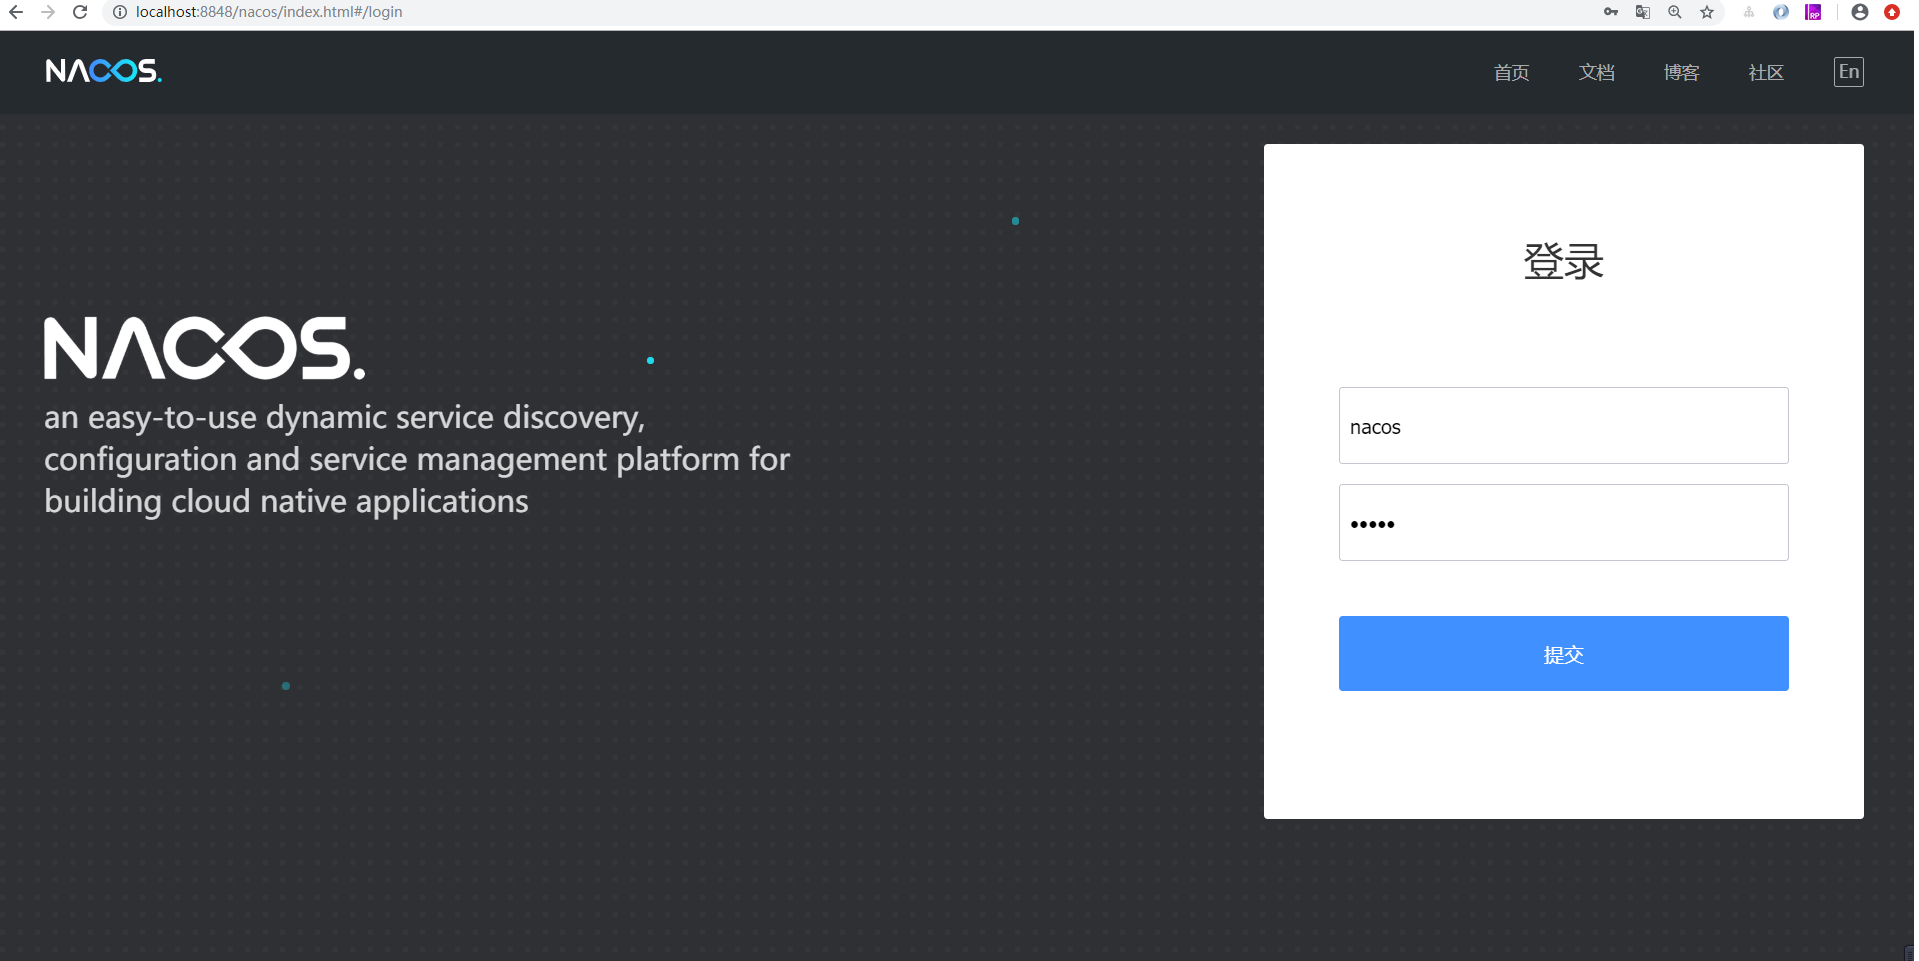 localhost:8848/nacos/index.html#/login
NACOS.
首页 文档 博客 社区 En
登录
NACOS.
an easy-to-use dynamic service discovery,
configuration and service management platform for
building cloud native applications
nacos
•••••
提交
RP